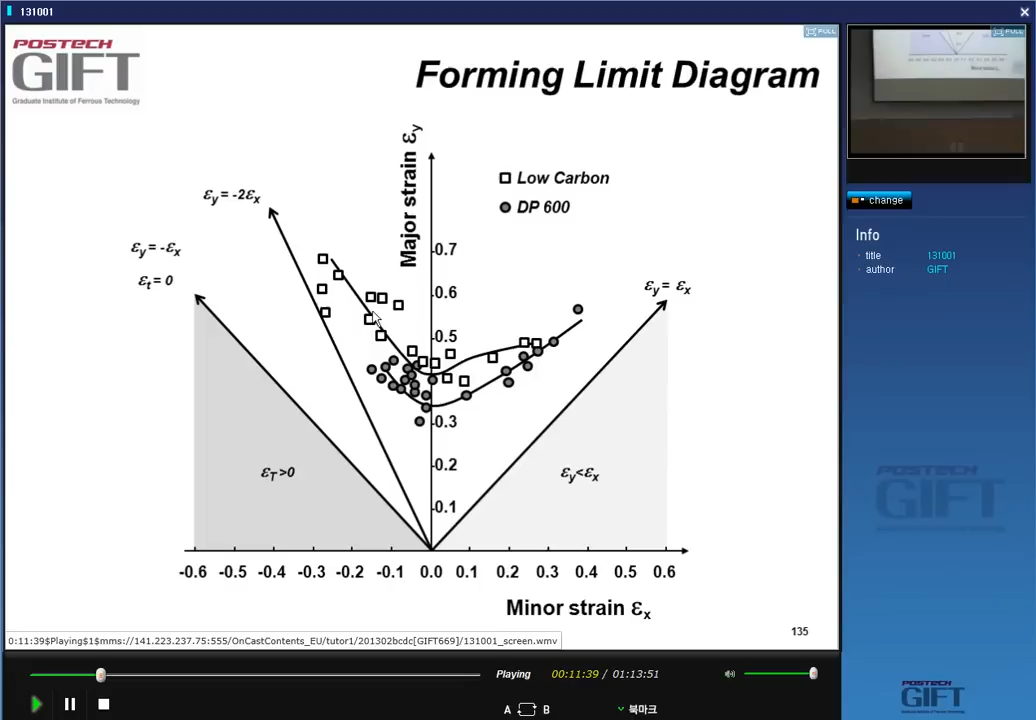 131001
POSTECH
GIFT
Graduate Institute of Ferrous Technology
FULL
FULL
Forming Limit Diagram
Major strain εy
Low Carbon
DP 600
εy = -2εx
εy = -εx
εt = 0
εy = εx
0.7
0.6
0.5
0.3
0.2
0.1
εT >0
εy<εx
-0.6 -0.5 -0.4 -0.3 -0.2 -0.1 0.0 0.1 0.2 0.3 0.4 0.5 0.6
Minor strain εx
135
0:11:39$Playing$1$mms://141.223.237.75:555/OnCastContents_EU/tutor1/201302bcdc[GIFT669]/131001_screen.wmv
Playing 00:11:39 / 01:13:51
A B 북마크
change
Info
title 131001
author GIFT
POSTECH
GIFT
POSTECH
GIFT